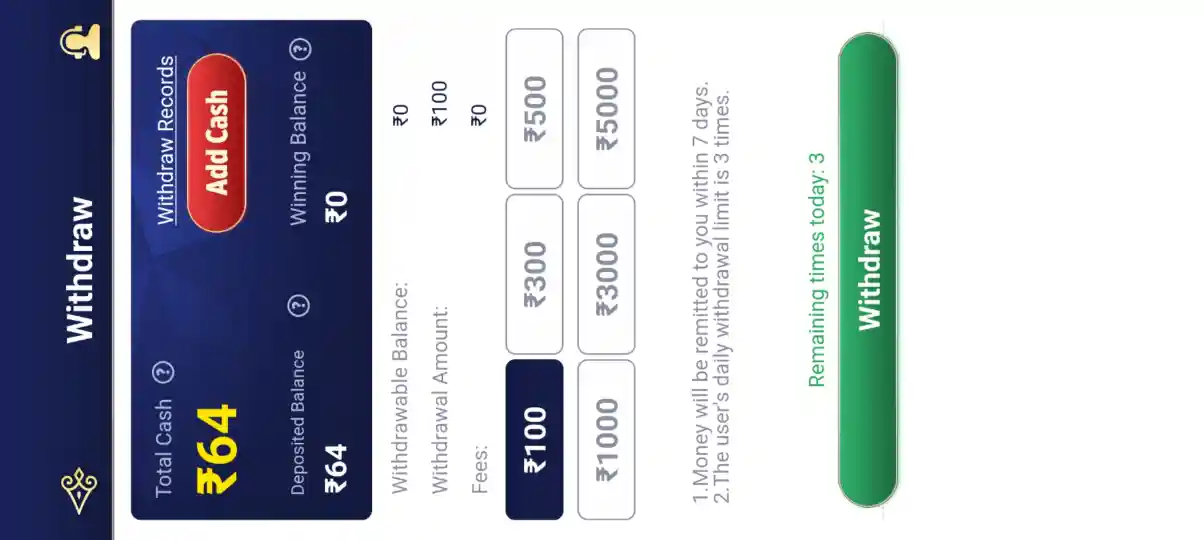 Withdraw
Total Cash ?
Withdraw Records
₹64
Add Cash
Deposited Balance ?
Winning Balance ?
₹64
₹0
Withdrawable Balance: ₹0
Withdrawal Amount: ₹100
Fees: ₹0
₹100 ₹300 ₹500
₹1000 ₹3000 ₹5000
1.Money will be remitted to you within 7 days.
2.The user's daily withdrawal limit is 3 times.
Remaining times today: 3
Withdraw